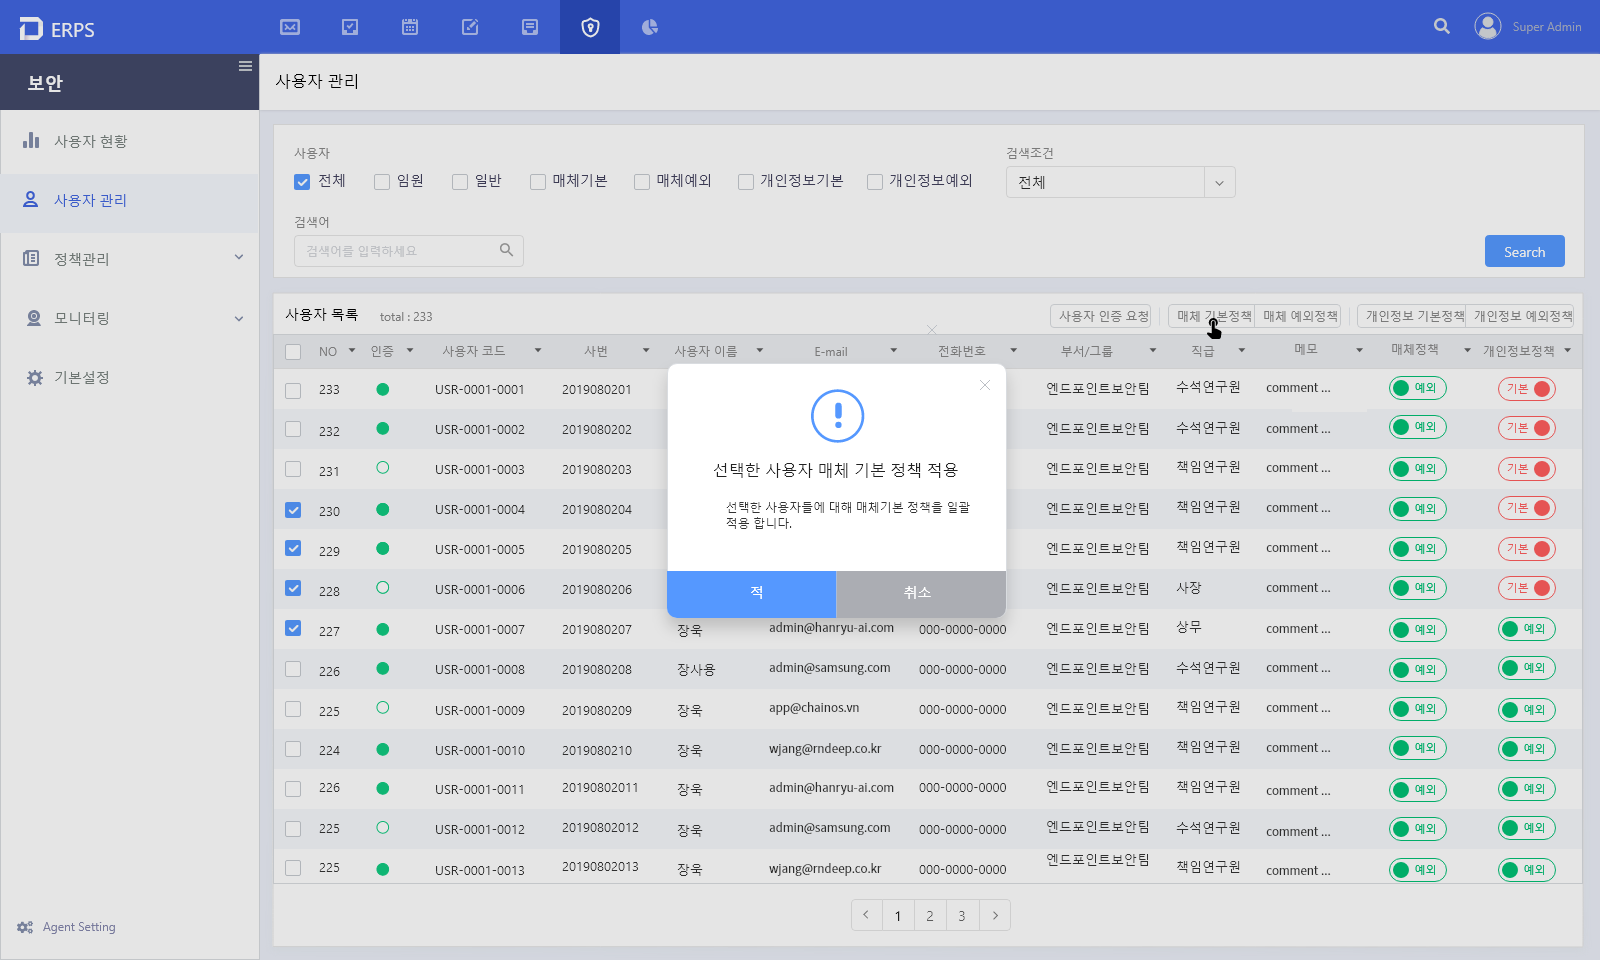 ERPS
Super Admin
보안
사용자 관리
사용자 현황
사용자 관리
정책관리
모니터링
기본설정
Agent Setting
사용자
전체 임원 일반 매체기본 매체예외 개인정보기본 개인정보예외
검색조건
전체
검색어
검색어를 입력하세요
Search
사용자 목록 total : 233
사용자 인증 요청 매체 기본정책 매체 예외정책 개인정보 기본정책 개인정보 예외정책
NO 인증 사용자 코드 사번 사용자 이름 E-mail 전화번호 부서/그룹 직급 메모 매체정책 개인정보정책
233 USR-0001-0001 2019080201 엔드포인트보안팀 수석연구원 comment ... 예외 기본
232 USR-0001-0002 2019080202 엔드포인트보안팀 수석연구원 comment ... 예외 기본
231 USR-0001-0003 2019080203 엔드포인트보안팀 책임연구원 comment ... 예외 기본
230 USR-0001-0004 2019080204 엔드포인트보안팀 책임연구원 comment ... 예외 기본
229 USR-0001-0005 2019080205 엔드포인트보안팀 책임연구원 comment ... 예외 기본
228 USR-0001-0006 2019080206 엔드포인트보안팀 사장 comment ... 예외 기본
227 USR-0001-0007 2019080207 장욱 admin@hanryu-ai.com 000-0000-0000 엔드포인트보안팀 상무 comment ... 예외 예외
226 USR-0001-0008 2019080208 장사용 admin@samsung.com 000-0000-0000 엔드포인트보안팀 수석연구원 comment ... 예외 예외
225 USR-0001-0009 2019080209 장욱 app@chainos.vn 000-0000-0000 엔드포인트보안팀 책임연구원 comment ... 예외 예외
224 USR-0001-0010 2019080210 장욱 wjang@rndeep.co.kr 000-0000-0000 엔드포인트보안팀 책임연구원 comment ... 예외 예외
226 USR-0001-0011 20190802011 장욱 admin@hanryu-ai.com 000-0000-0000 엔드포인트보안팀 책임연구원 comment ... 예외 예외
225 USR-0001-0012 20190802012 장욱 admin@samsung.com 000-0000-0000 엔드포인트보안팀 수석연구원 comment ... 예외 예외
225 USR-0001-0013 20190802013 장욱 wjang@rndeep.co.kr 000-0000-0000 엔드포인트보안팀 책임연구원 comment ... 예외 예외
선택한 사용자 매체 기본 정책 적용
선택한 사용자들에 대해 매체기본 정책을 일괄
적용 합니다.
적 취소
1 2 3